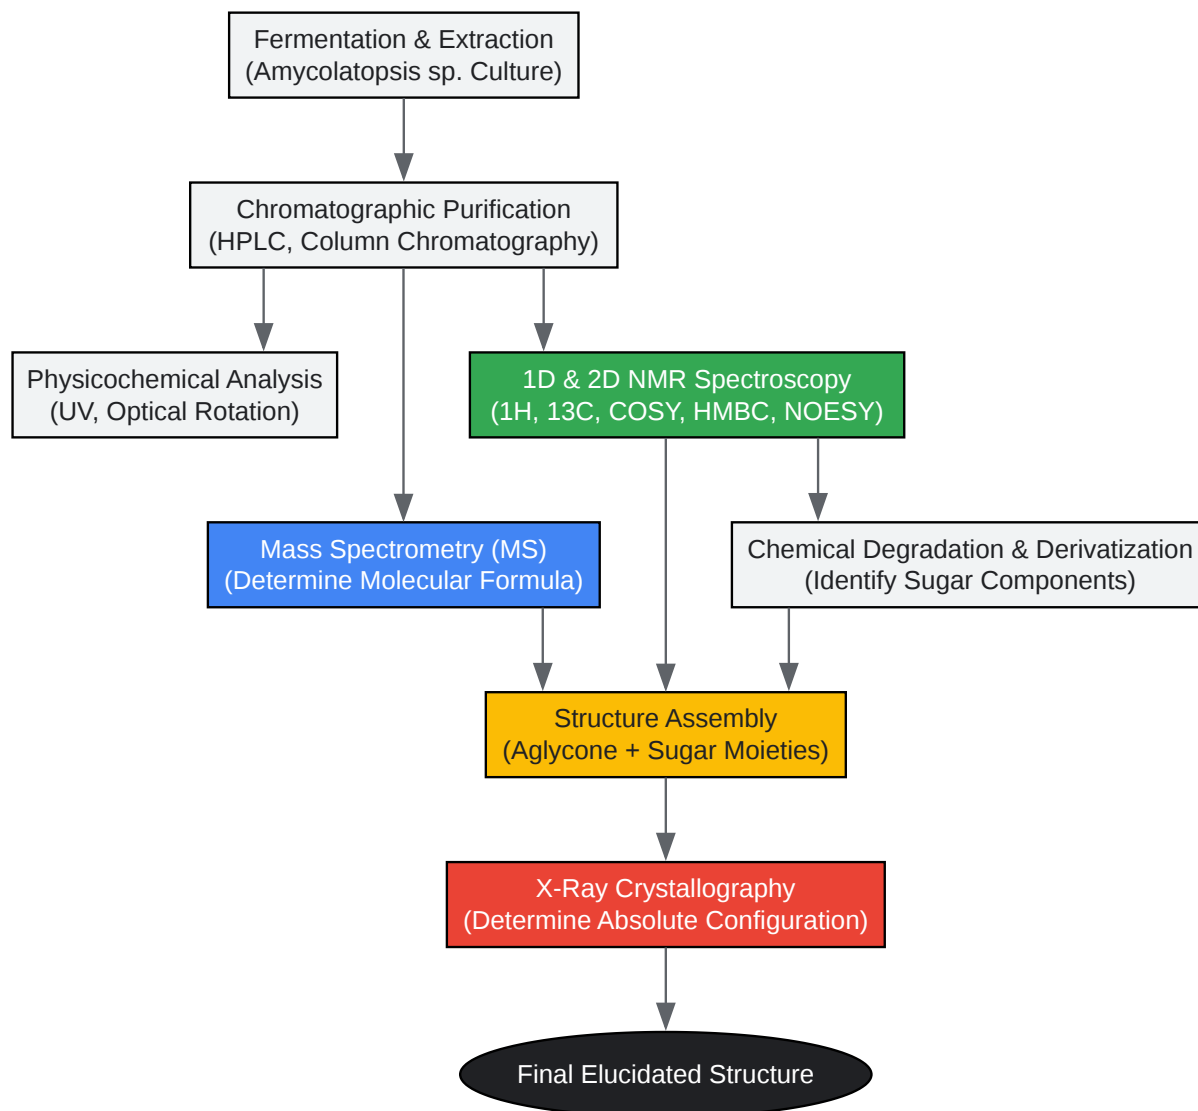 Fermentation & Extraction
(Amycolatopsis sp. Culture)
Chromatographic Purification
(HPLC, Column Chromatography)
Physicochemical Analysis
(UV, Optical Rotation)
1D & 2D NMR Spectroscopy
(1H, 13C, COSY, HMBC, NOESY)
Mass Spectrometry (MS)
(Determine Molecular Formula)
Chemical Degradation & Derivatization
(Identify Sugar Components)
Structure Assembly
(Aglycone + Sugar Moieties)
X-Ray Crystallography
(Determine Absolute Configuration)
Final Elucidated Structure